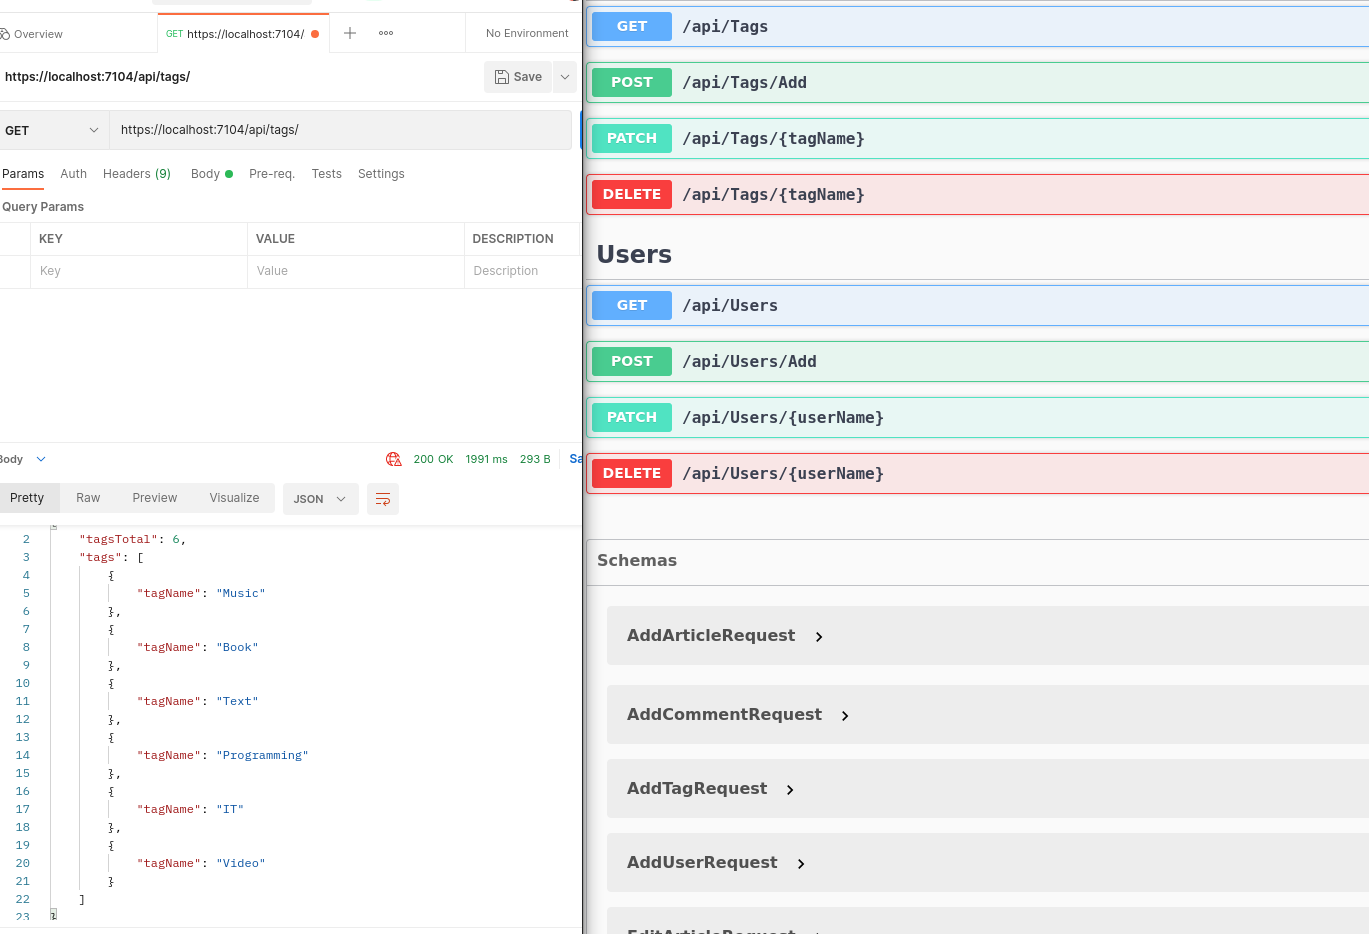 Overview
GET https://localhost:7104/
No Environment
https://localhost:7104/api/tags/
Save
GET
https://localhost:7104/api/tags/
Params Auth Headers (9) Body Pre-req. Tests Settings
Query Params
KEY VALUE DESCRIPTION
Key Value Description
Body
200 OK 1991 ms 293 B Sa
Pretty Raw Preview Visualize JSON
2 "tagsTotal": 6,
3 "tags": [
4 {
5 "tagName": "Music"
6 },
7 {
8 "tagName": "Book"
9 },
10 {
11 "tagName": "Text"
12 },
13 {
14 "tagName": "Programming"
15 },
16 {
17 "tagName": "IT"
18 },
19 {
20 "tagName": "Video"
21 }
22 ]
23 }
GET /api/Tags
POST /api/Tags/Add
PATCH /api/Tags/{tagName}
DELETE /api/Tags/{tagName}
Users
GET /api/Users
POST /api/Users/Add
PATCH /api/Users/{userName}
DELETE /api/Users/{userName}
Schemas
AddArticleRequest
AddCommentRequest
AddTagRequest
AddUserRequest
EditArticleRequest